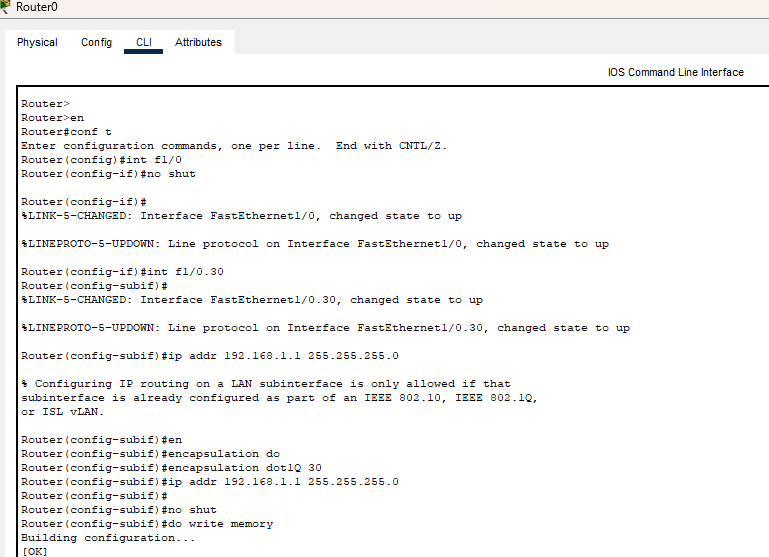 Router0
Physical Config CLI Attributes
IOS Command Line Interface
Router>
Router>en
Router#conf t
Enter configuration commands, one per line.  End with CNTL/Z.
Router(config)#int f1/0
Router(config-if)#no shut
Router(config-if)#
%LINK-5-CHANGED: Interface FastEthernet1/0, changed state to up
%LINEPROTO-5-UPDOWN: Line protocol on Interface FastEthernet1/0, changed state to up
Router(config-if)#int f1/0.30
Router(config-subif)#
%LINK-5-CHANGED: Interface FastEthernet1/0.30, changed state to up
%LINEPROTO-5-UPDOWN: Line protocol on Interface FastEthernet1/0.30, changed state to up
Router(config-subif)#ip addr 192.168.1.1 255.255.255.0
% Configuring IP routing on a LAN subinterface is only allowed if that
subinterface is already configured as part of an IEEE 802.10, IEEE 802.1Q,
or ISL vLAN.
Router(config-subif)#en
Router(config-subif)#encapsulation do
Router(config-subif)#encapsulation dot1Q 30
Router(config-subif)#ip addr 192.168.1.1 255.255.255.0
Router(config-subif)#
Router(config-subif)#no shut
Router(config-subif)#do write memory
Building configuration...
[OK]